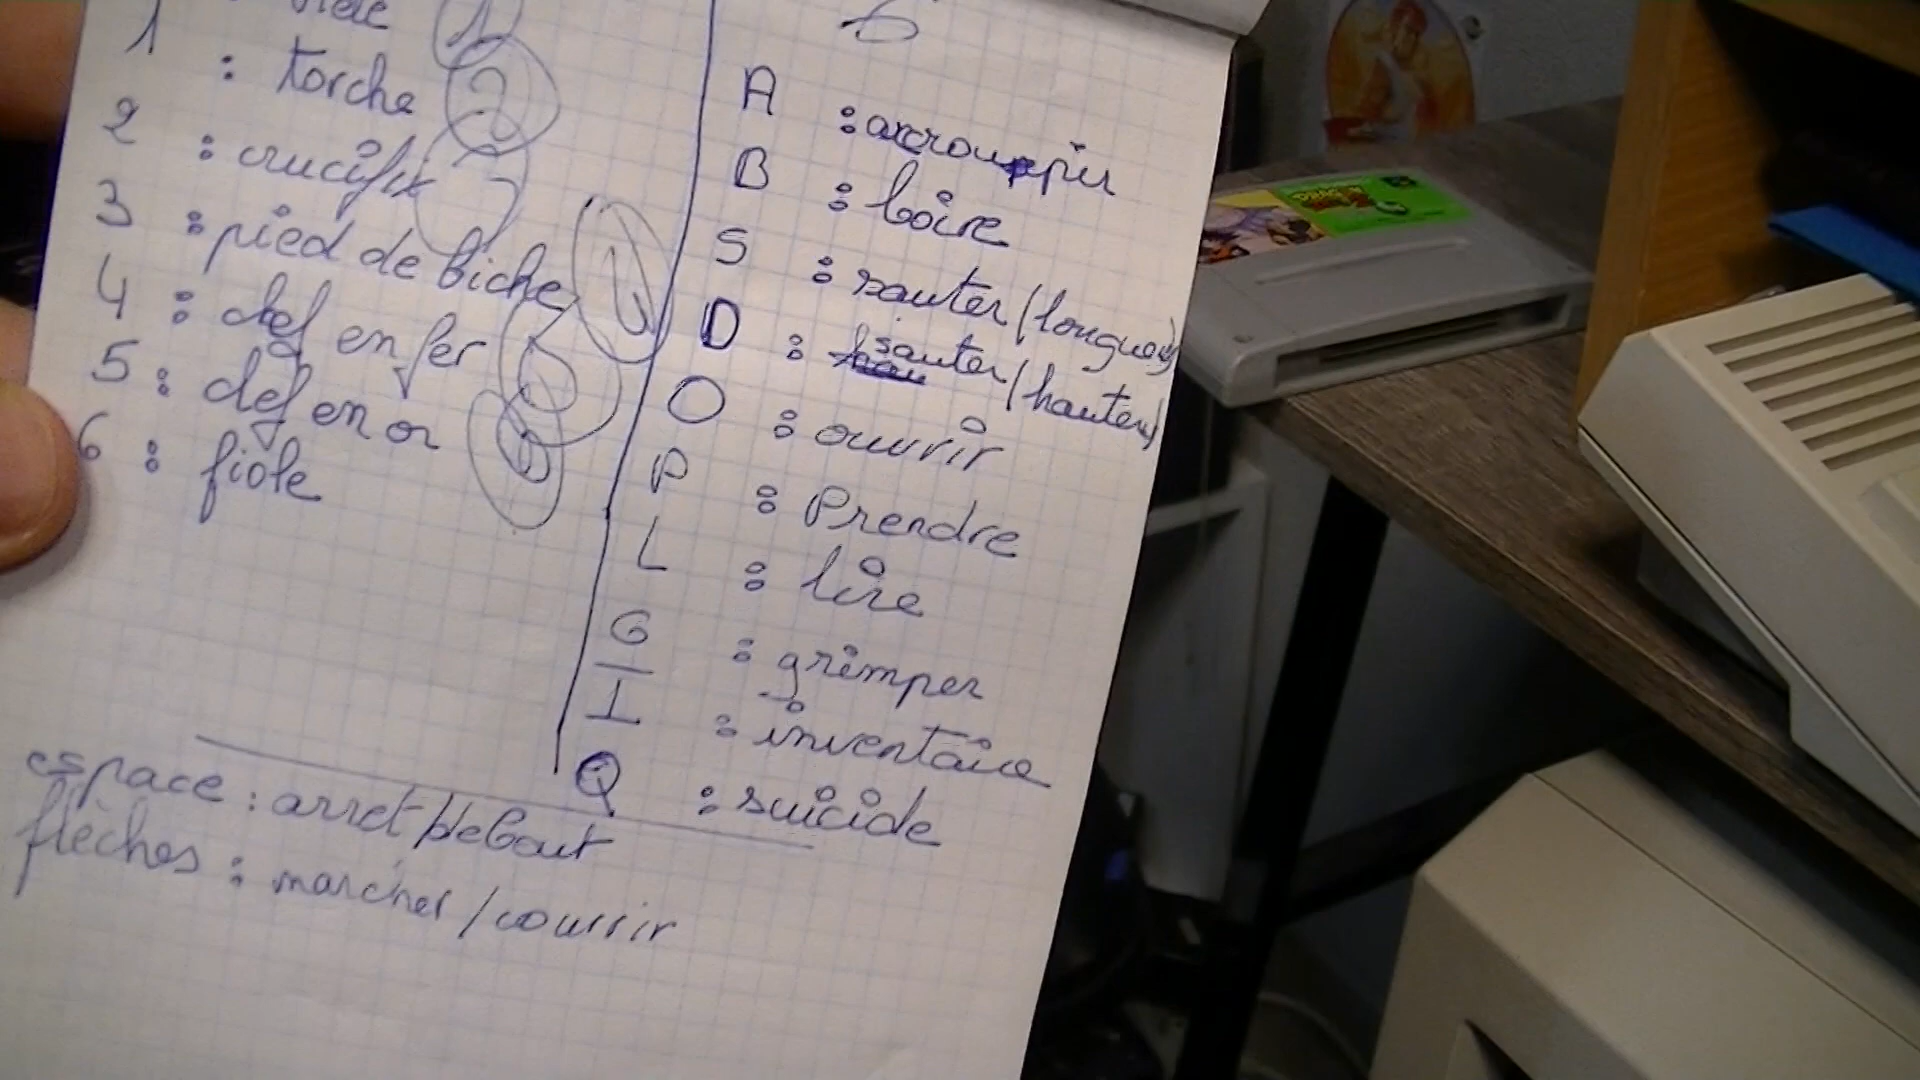 1 : torche
2 : crucifix
3 : pied de biche
4 : clef en fer
5 : clef en or
6 : fiole
A : accroupir
B : boire
S : sauter (longueur)
D : sauter (hauteur)
O : ouvrir
P : Prendre
L : lire
G : grimper
I : inventaire
Q : suicide
espace : arret/debout
flèches : marcher/courrir